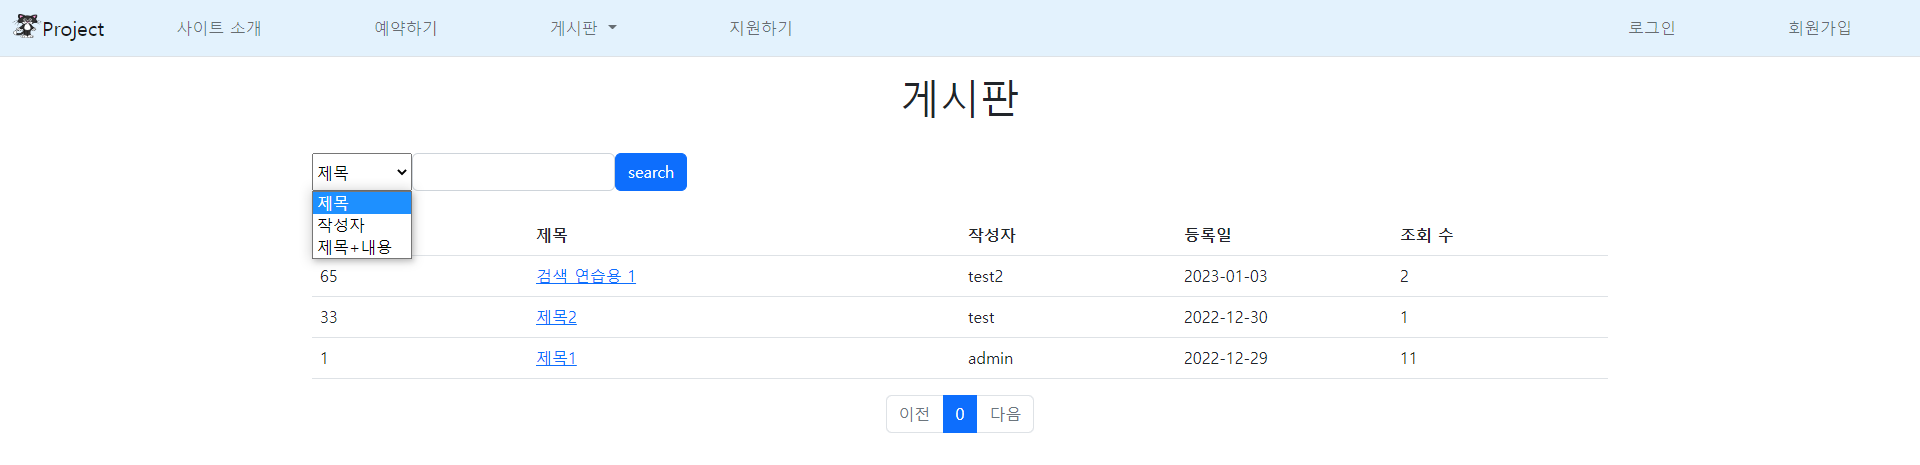 Project 사이트 소개 예약하기 게시판 지원하기 로그인 회원가입
게시판
제목 search
제목
작성자
제목+내용
제목 작성자 등록일 조회 수
65 검색 연습용 1 test2 2023-01-03 2
33 제목2 test 2022-12-30 1
1 제목1 admin 2022-12-29 11
이전 0 다음